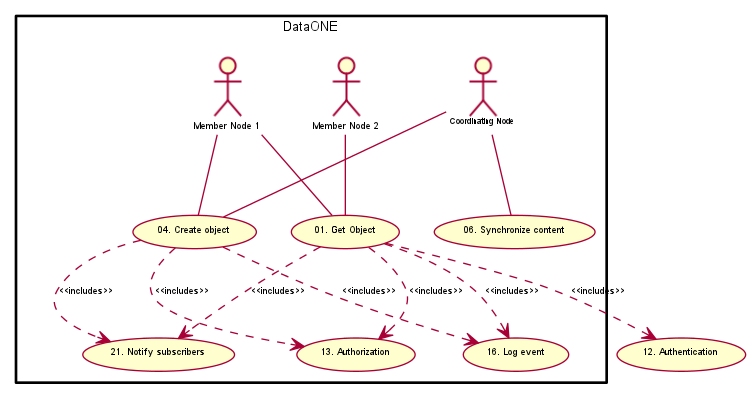 DataONE
Member Node 1
Member Node 2
Coordinating Node
04. Create object
01. Get Object
06. Synchronize content
<<includes>>
<<includes>>
<<includes>>
<<includes>>
<<includes>>
<<includes>>
<<includes>>
21. Notify subscribers
13. Authorization
16. Log event
12. Authentication